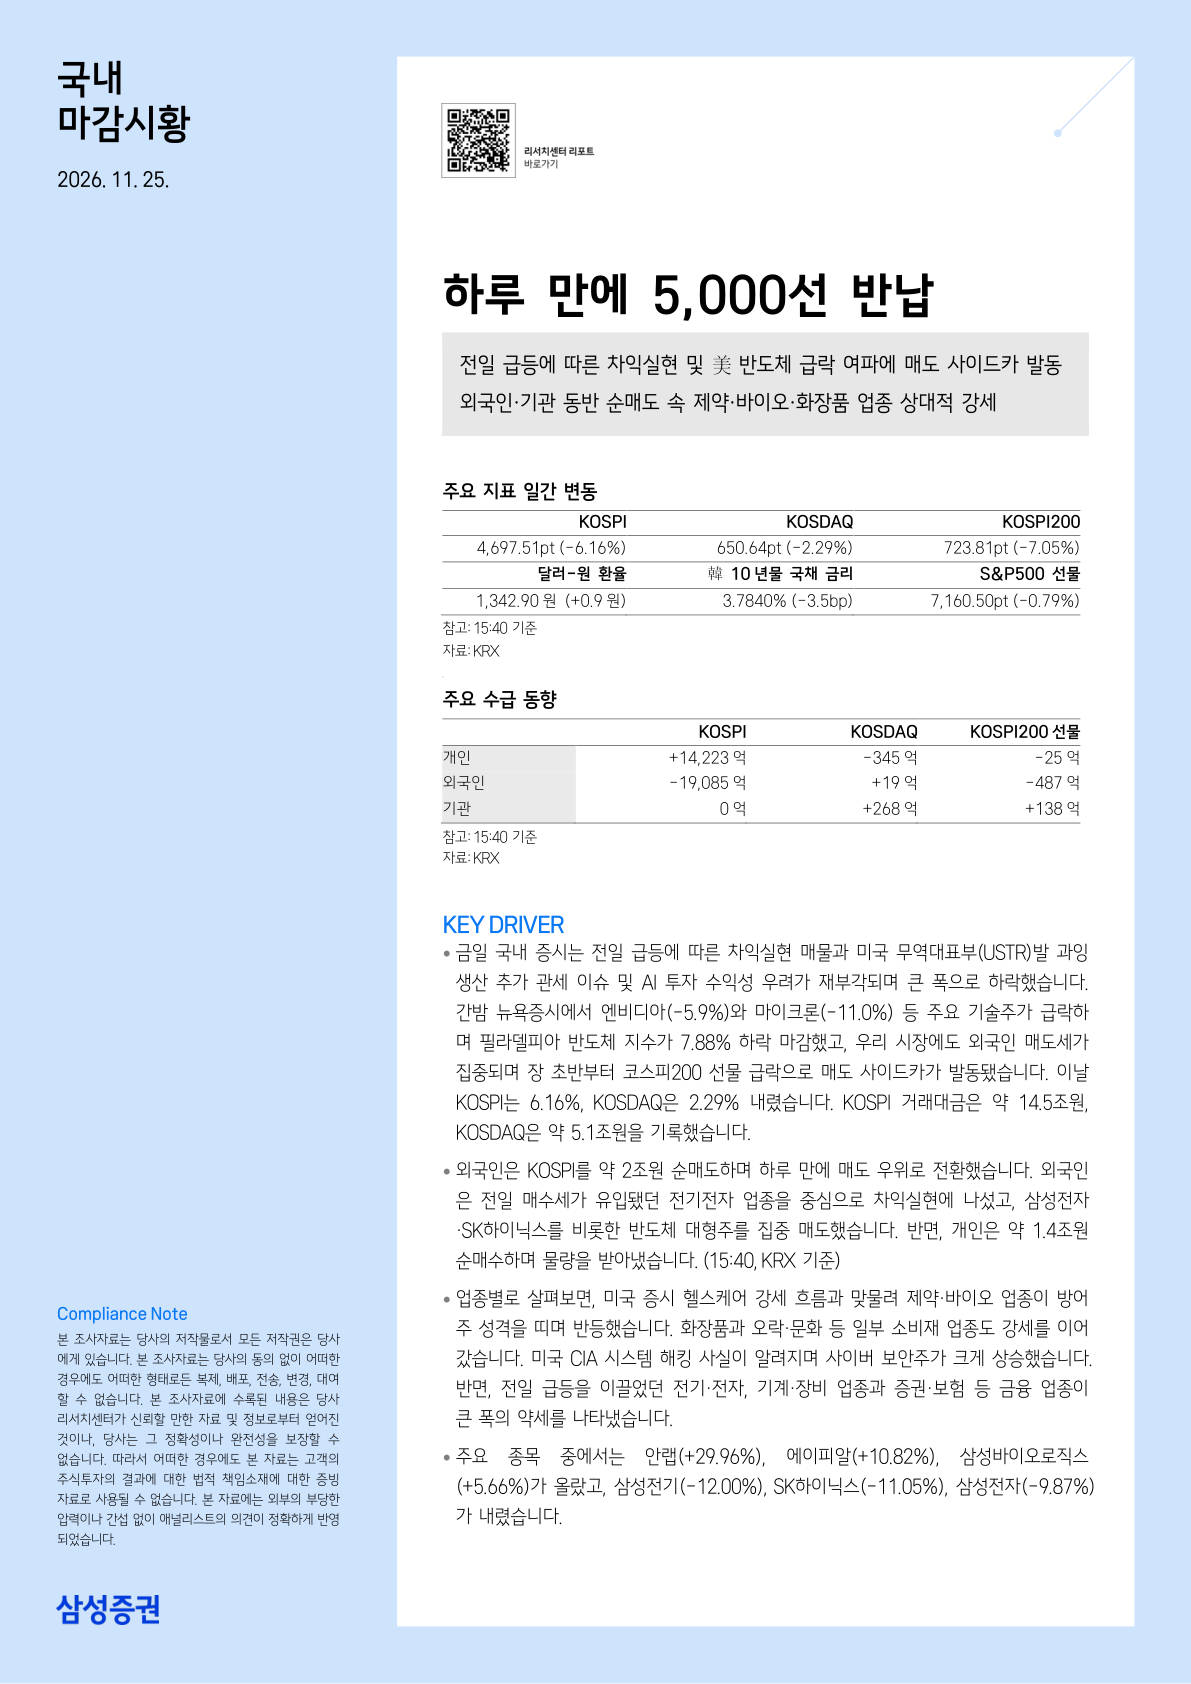 국내
마감시황
2026. 11. 25.
리서치센터 리포트
바로가기
하루 만에 5,000선 반납
전일 급등에 따른 차익실현 및 美 반도체 급락 여파에 매도 사이드카 발동
외국인·기관 동반 순매도 속 제약·바이오·화장품 업종 상대적 강세
주요 지표 일간 변동
KOSPI KOSDAQ KOSPI200
4,697.51pt (-6.16%) 650.64pt (-2.29%) 723.81pt (-7.05%)
달러-원 환율 韓 10년물 국채 금리 S&P500 선물
1,342.90 원 (+0.9 원) 3.7840% (-3.5bp) 7,160.50pt (-0.79%)
참고: 15:40 기준
자료: KRX
주요 수급 동향
KOSPI KOSDAQ KOSPI200 선물
개인 +14,223 억 -345 억 -25 억
외국인 -19,085 억 +19 억 -487 억
기관 0 억 +268 억 +138 억
참고: 15:40 기준
자료: KRX
KEY DRIVER
• 금일 국내 증시는 전일 급등에 따른 차익실현 매물과 미국 무역대표부(USTR)발 과잉
생산 추가 관세 이슈 및 AI 투자 수익성 우려가 재부각되며 큰 폭으로 하락했습니다.
간밤 뉴욕증시에서 엔비디아(-5.9%)와 마이크론(-11.0%) 등 주요 기술주가 급락하
며 필라델피아 반도체 지수가 7.88% 하락 마감했고, 우리 시장에도 외국인 매도세가
집중되며 장 초반부터 코스피200 선물 급락으로 매도 사이드카가 발동됐습니다. 이날
KOSPI는 6.16%, KOSDAQ은 2.29% 내렸습니다. KOSPI 거래대금은 약 14.5조원,
KOSDAQ은 약 5.1조원을 기록했습니다.
• 외국인은 KOSPI를 약 2조원 순매도하며 하루 만에 매도 우위로 전환했습니다. 외국인
은 전일 매수세가 유입됐던 전기전자 업종을 중심으로 차익실현에 나섰고, 삼성전자
·SK하이닉스를 비롯한 반도체 대형주를 집중 매도했습니다. 반면, 개인은 약 1.4조원
순매수하며 물량을 받아냈습니다. (15:40, KRX 기준)
• 업종별로 살펴보면, 미국 증시 헬스케어 강세 흐름과 맞물려 제약·바이오 업종이 방어
주 성격을 띠며 반등했습니다. 화장품과 오락·문화 등 일부 소비재 업종도 강세를 이어
갔습니다. 미국 CIA 시스템 해킹 사실이 알려지며 사이버 보안주가 크게 상승했습니다.
반면, 전일 급등을 이끌었던 전기·전자, 기계·장비 업종과 증권·보험 등 금융 업종이
큰 폭의 약세를 나타냈습니다.
• 주요 종목 중에서는 안랩(+29.96%), 에이피알(+10.82%), 삼성바이오로직스
(+5.66%)가 올랐고, 삼성전기(-12.00%), SK하이닉스(-11.05%), 삼성전자(-9.87%)
가 내렸습니다.
Compliance Note
본 조사자료는 당사의 저작물로서 모든 저작권은 당사
에게 있습니다. 본 조사자료는 당사의 동의 없이 어떠한
경우에도 어떠한 형태로든 복제, 배포, 전송, 변경, 대여
할 수 없습니다. 본 조사자료에 수록된 내용은 당사
리서치센터가 신뢰할 만한 자료 및 정보로부터 얻어진
것이나, 당사는 그 정확성이나 완전성을 보장할 수
없습니다. 따라서 어떠한 경우에도 본 자료는 고객의
주식투자의 결과에 대한 법적 책임소재에 대한 증빙
자료로 사용될 수 없습니다. 본 자료에는 외부의 부당한
압력이나 간섭 없이 애널리스트의 의견이 정확하게 반영
되었습니다.
삼성증권